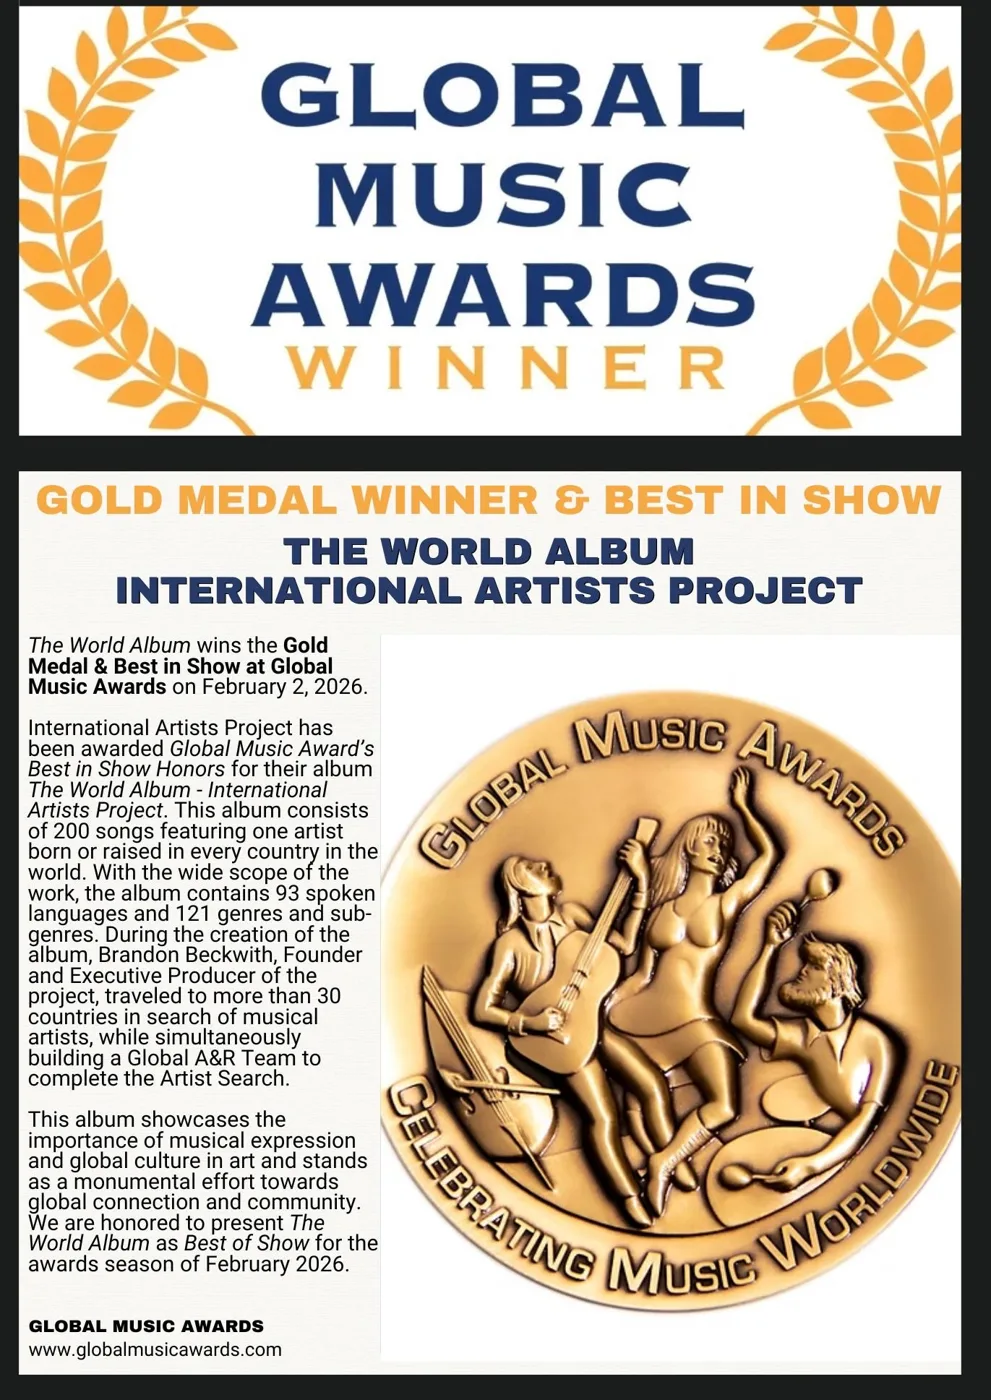 GLOBAL
MUSIC
AWARDS
WINNER
GOLD MEDAL WINNER & BEST IN SHOW
THE WORLD ALBUM
INTERNATIONAL ARTISTS PROJECT
The World Album wins the Gold
Medal & Best in Show at Global
Music Awards on February 2, 2026.
International Artists Project has
been awarded Global Music Award's
Best in Show Honors for their album
The World Album - International
Artists Project. This album consists
of 200 songs featuring one artist
born or raised in every country in the
world. With the wide scope of the
work, the album contains 93 spoken
languages and 121 genres and sub-
genres. During the creation of the
album, Brandon Beckwith, Founder
and Executive Producer of the
project, traveled to more than 30
countries in search of musical
artists, while simultaneously
building a Global A&R Team to
complete the Artist Search.
This album showcases the
importance of musical expression
and global culture in art and stands
as a monumental effort towards
global connection and community.
We are honored to present The
World Album as Best of Show for the
awards season of February 2026.
GLOBAL MUSIC AWARDS
www.globalmusicawards.com
GLOBAL MUSIC AWARDS
CELEBRATING MUSIC WORLDWIDE